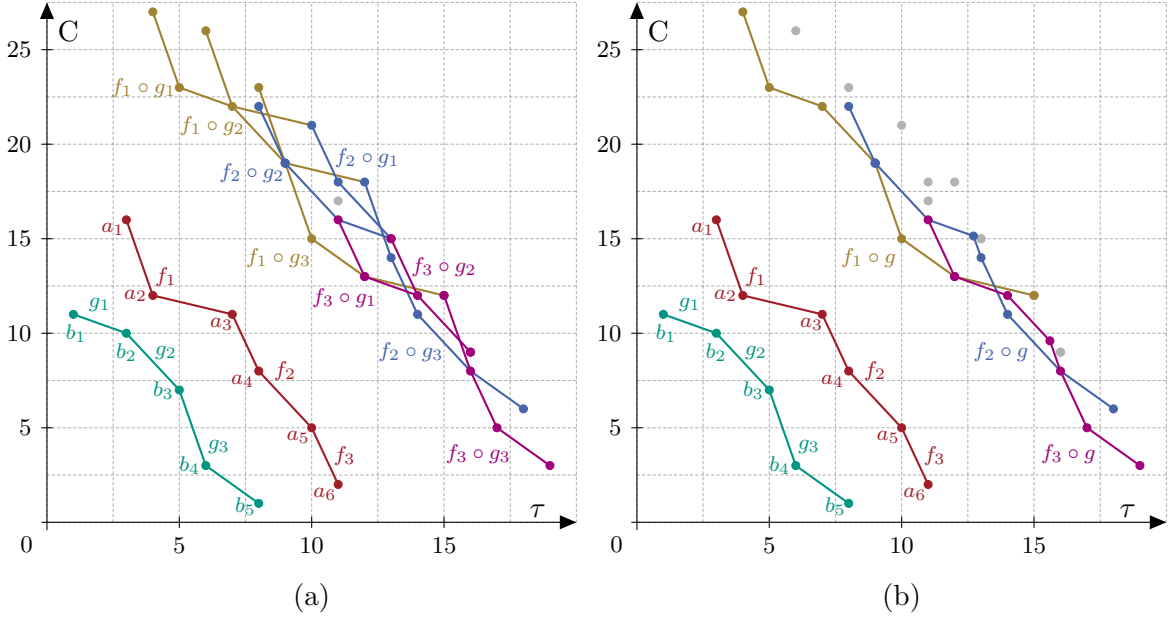 C
25
20
15
10
5
0
5
10
15
τ
f₁ ∘ g₁
f₁ ∘ g₂
f₂ ∘ g₁
f₂ ∘ g₂
f₁ ∘ g₃
f₃ ∘ g₂
f₃ ∘ g₁
f₂ ∘ g₃
f₃ ∘ g₃
a₁
f₁
a₂
a₃
f₂
a₄
a₅
f₃
a₆
g₁
b₁
b₂
g₂
b₃
g₃
b₄
b₅
(a)
C
25
20
15
10
5
0
5
10
15
τ
f₁ ∘ g
f₂ ∘ g
f₃ ∘ g
a₁
f₁
a₂
a₃
f₂
a₄
a₅
f₃
a₆
g₁
b₁
b₂
g₂
b₃
g₃
b₄
b₅
(b)